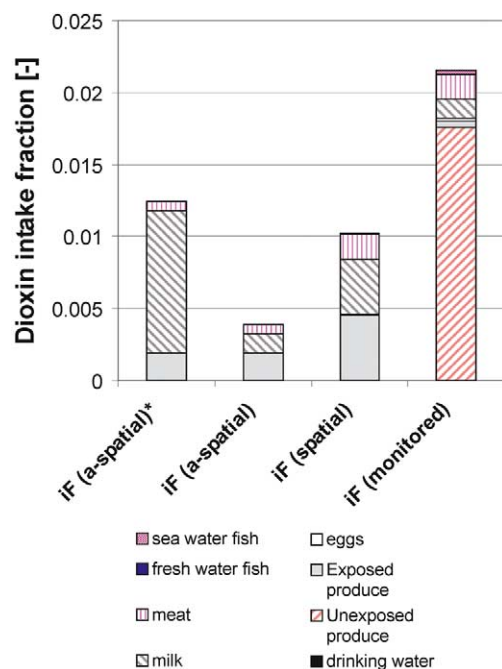 Dioxin intake fraction [-]
0.025
0.02
0.015
0.01
0.005
0
iF (a-spatial)*
iF (a-spatial)
iF (spatial)
iF (monitored)
sea water fish
eggs
fresh water fish
Exposed
produce
meat
Unexposed
produce
milk
drinking water